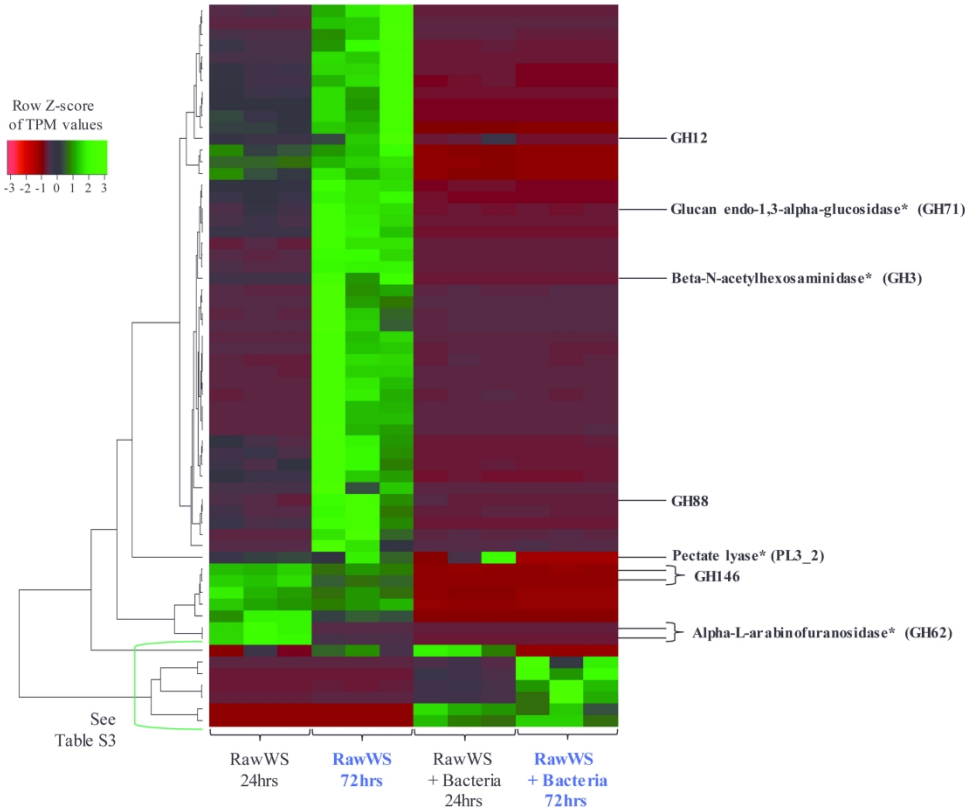 Row Z-score
of TPM values
-3 -2 -1 0 1 2 3
GH12
Glucan endo-1,3-alpha-glucosidase* (GH71)
Beta-N-acetylhexosaminidase* (GH3)
GH88
Pectate lyase* (PL3_2)
GH146
Alpha-L-arabinofuranosidase* (GH62)
See
Table S3
RawWS
24hrs
RawWS
72hrs
RawWS
+ Bacteria
24hrs
RawWS
+ Bacteria
72hrs